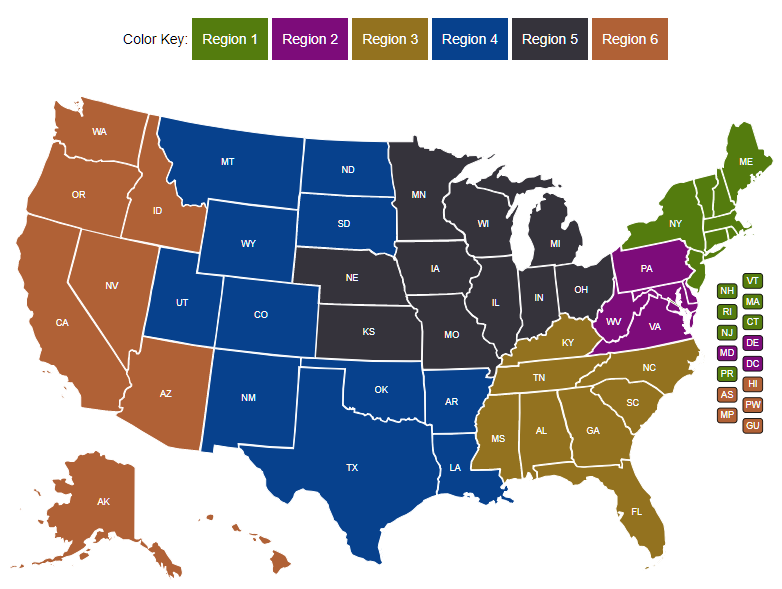 Color Key: Region 1 Region 2 Region 3 Region 4 Region 5 Region 6
WA
MT
ND
MN
ME
OR
ID
SD
WI
NY
MI
WY
PA
NV
UT
NE
IA
IL
IN
OH
CA
CO
KS
MO
WV
VA
KY
AZ
NM
OK
AR
TN
NC
SC
MS
AL
GA
TX
LA
FL
AK
VT
NH
MA
RI
CT
NJ
DE
MD
DC
PR
HI
AS
PW
MP
GU